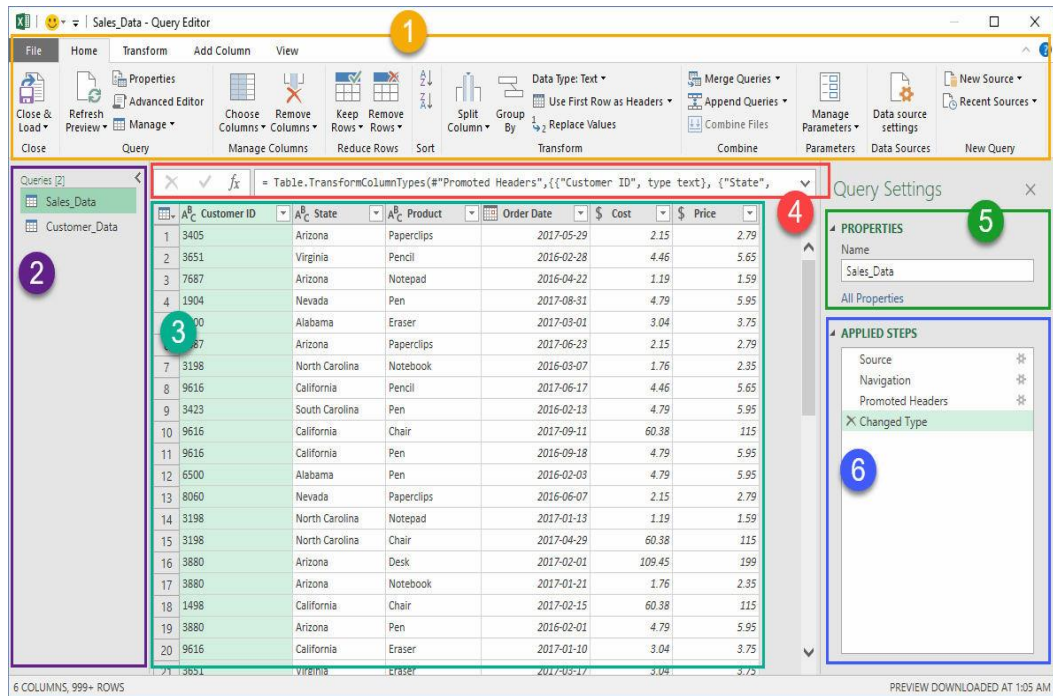 Sales_Data - Query Editor
1
File Home Transform Add Column View
Close & Load
Refresh Preview
Properties
Advanced Editor
Manage
Choose Columns
Remove Columns
Keep Rows
Remove Rows
Split Column
Group By
Data Type: Text
Use First Row as Headers
1 2 Replace Values
Merge Queries
Append Queries
Combine Files
Manage Parameters
Data source settings
New Source
Recent Sources
Close Query Manage Columns Reduce Rows Sort Transform Combine Parameters Data Sources New Query
Queries [2]
Sales_Data
Customer_Data
2
fx = Table.TransformColumnTypes(#"Promoted Headers",{{"Customer ID", type text}, {"State",
4
ABC Customer ID ABC State ABC Product Order Date $ Cost $ Price
1 3405 Arizona Paperclips 2017-05-29 2.15 2.79
2 3651 Virginia Pencil 2016-02-28 4.46 5.65
3 7687 Arizona Notepad 2016-04-22 1.19 1.59
4 1904 Nevada Pen 2017-08-31 4.79 5.95
Alabama Eraser 2017-03-01 3.04 3.75
3
Arizona Paperclips 2017-06-23 2.15 2.79
7 3198 North Carolina Notebook 2016-03-07 1.76 2.35
8 9616 California Pencil 2017-06-17 4.46 5.65
9 3423 South Carolina Pen 2016-02-13 4.79 5.95
10 9616 California Chair 2017-09-11 60.38 115
11 9616 California Pen 2016-09-18 4.79 5.95
12 6500 Alabama Pen 2016-02-03 4.79 5.95
13 8060 Nevada Paperclips 2016-06-07 2.15 2.79
14 3198 North Carolina Notepad 2017-01-13 1.19 1.59
15 3198 North Carolina Chair 2017-04-29 60.38 115
16 3880 Arizona Desk 2017-02-01 109.45 199
17 3880 Arizona Notebook 2017-01-21 1.76 2.35
18 1498 California Chair 2017-02-15 60.38 115
19 3880 Arizona Pen 2016-02-01 4.79 5.95
20 9616 California Eraser 2017-01-10 3.04 3.75
21 3651 Virginia Eraser 2017-03-17 3.04 3.75
Query Settings
PROPERTIES
5
Name
Sales_Data
All Properties
APPLIED STEPS
Source
Navigation
Promoted Headers
Changed Type
6
6 COLUMNS, 999+ ROWS
PREVIEW DOWNLOADED AT 1:05 AM